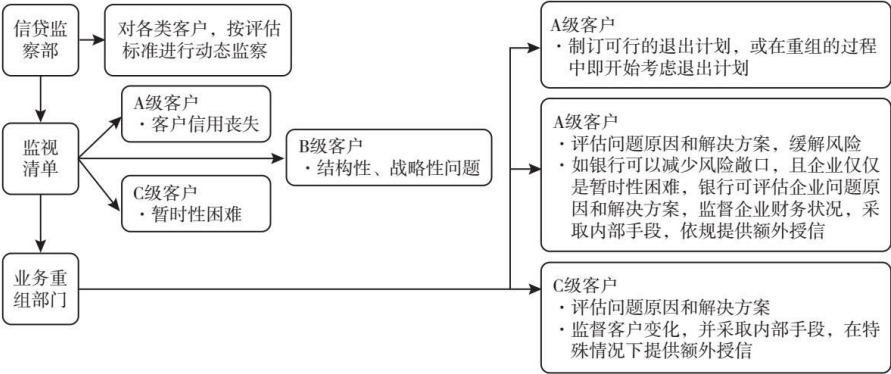 信贷监
察部
对各类客户，按评估
标准进行动态监察
监视
清单
A级客户
·客户信用丧失
B级客户
·结构性、战略性问题
C级客户
·暂时性困难
业务重
组部门
A级客户
·制订可行的退出计划，或在重组的过程
中即开始考虑退出计划
A级客户
·评估问题原因和解决方案，缓解风险
·如银行可以减少风险敞口，且企业仅仅
是暂时性困难，银行可评估企业问题原
因和解决方案，监督企业财务状况，采
取内部手段，依规提供额外授信
C级客户
·评估问题原因和解决方案
·监督客户变化，并采取内部手段，在特
殊情况下提供额外授信